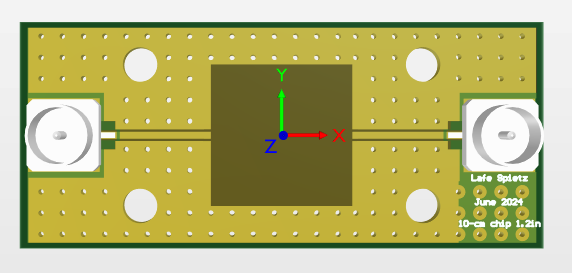 Y
X
Z
Lafe Spietz
June 2024
10-cm chip 1.2in